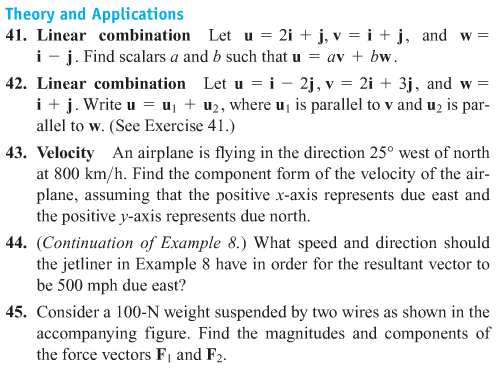 Theory and Applications
41. Linear combination Let u = 2i + j, v = i + j, and w =
i − j. Find scalars a and b such that u = av + bw.
42. Linear combination Let u = i − 2j, v = 2i + 3j, and w =
i + j. Write u = u₁ + u₂, where u₁ is parallel to v and u₂ is par-
allel to w. (See Exercise 41.)
43. Velocity An airplane is flying in the direction 25° west of north
at 800 km/h. Find the component form of the velocity of the air-
plane, assuming that the positive x-axis represents due east and
the positive y-axis represents due north.
44. (Continuation of Example 8.) What speed and direction should
the jetliner in Example 8 have in order for the resultant vector to
be 500 mph due east?
45. Consider a 100-N weight suspended by two wires as shown in the
accompanying figure. Find the magnitudes and components of
the force vectors F₁ and F₂.